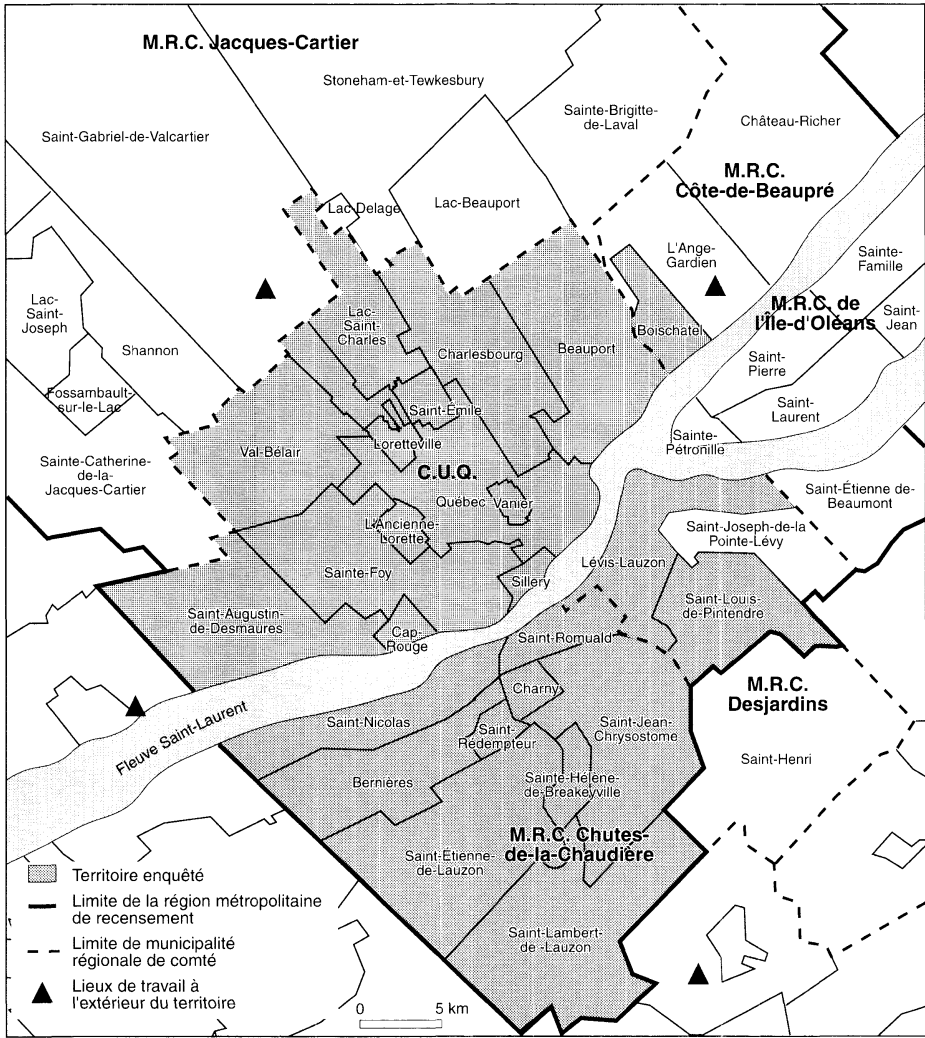 M.R.C. Jacques-Cartier
Stoneham-et-Tewkesbury
Sainte-Brigitte-
de-Laval
Château-Richer
Saint-Gabriel-de-Valcartier
M.R.C.
Côte-de-Beaupré
Lac-Delage
Lac-Beauport
L'Ange-
Gardien
Sainte-
Famille
Lac-
Saint-
Joseph
Lac-
Saint-
Charles
M.R.C. de
l'Île-d'Oléans
Saint-
Jean
Boischatel
Shannon
Charlesbourg
Beauport
Saint-
Pierre
Fossambault-
sur-le-Lac
Saint-Émile
Saint-
Laurent
Loretteville
Sainte-
Pétronille
Val-Bélair
Sainte-Catherine-
de-la-
Jacques-Cartier
C.U.Q.
Saint-Étienne de-
Beaumont
Québec
Vanier
L'Ancienne-
Lorette
Saint-Joseph-de-la
Pointe-Lévy
Sainte-Foy
Sillery
Lévis-Lauzon
Saint-Louis-
de-Pintendre
Saint-Augustin-
de-Desmaures
Cap-
Rouge
Saint-Romuald
Charny
M.R.C.
Desjardins
Fleuve Saint-Laurent
Saint-Nicolas
Saint-
Rédempteur
Saint-Jean-
Chrysostome
Saint-Henri
Bernières
Sainte-Hélène-
de-Breakeyville
M.R.C. Chutes-
de-la-Chaudière
Saint-Étienne-
de-Lauzon
Saint-Lambert-
de -Lauzon
Territoire enquêté
Limite de la région métropolitaine
de recensement
Limite de municipalité
régionale de comté
Lieux de travail à
l'extérieur du territoire
0 5 km